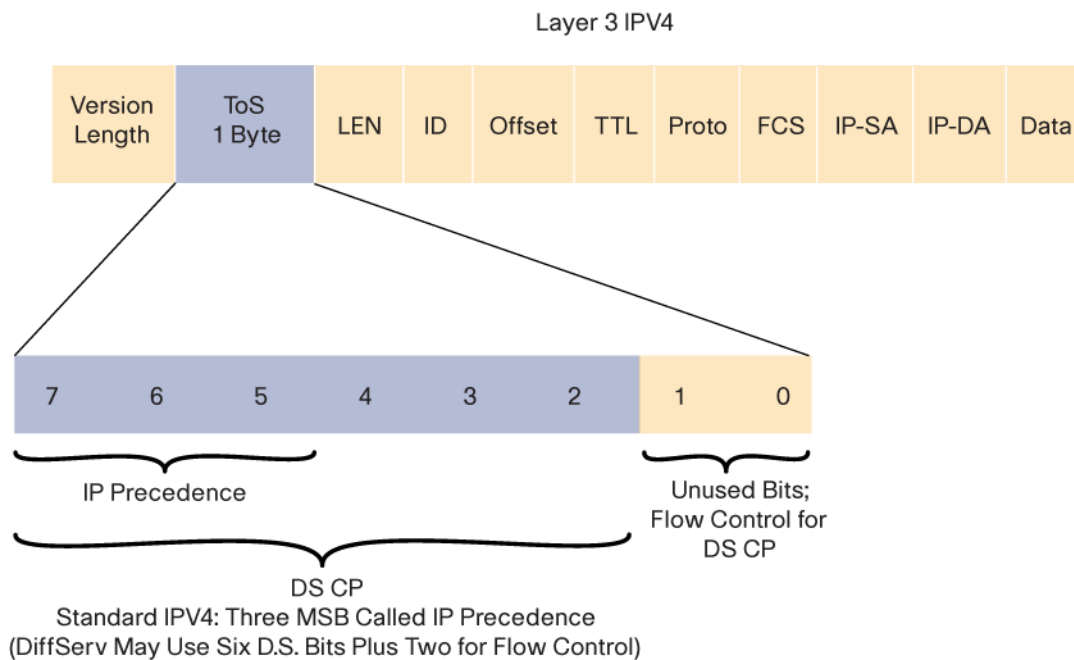 Layer 3 IPV4
Version
Length
ToS
1 Byte
LEN
ID
Offset
TTL
Proto
FCS
IP-SA
IP-DA
Data
7 6 5 4 3 2 1 0
IP Precedence
Unused Bits;
Flow Control for
DS CP
DS CP
Standard IPV4: Three MSB Called IP Precedence
(DiffServ May Use Six D.S. Bits Plus Two for Flow Control)